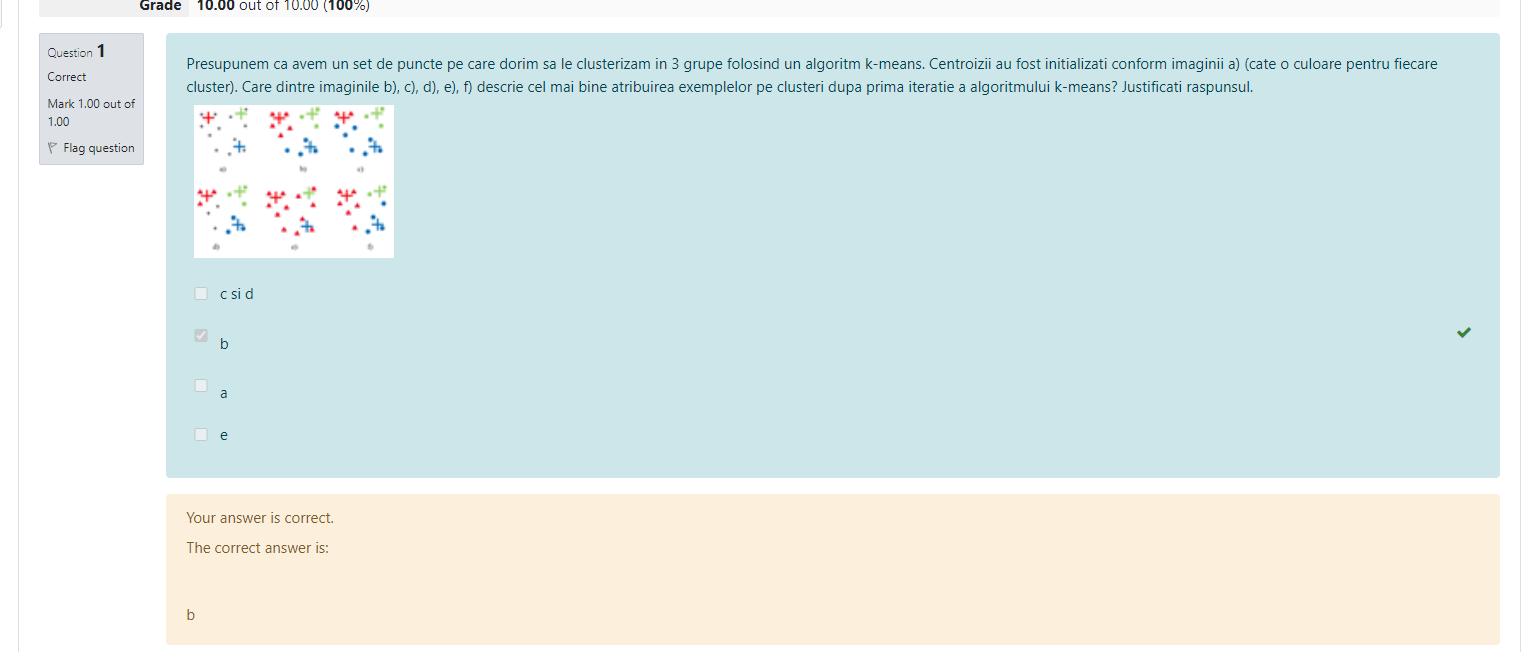 Grade 10.00 out of 10.00 (100%)
Question 1
Correct
Mark 1.00 out of
1.00
Flag question
Presupunem ca avem un set de puncte pe care dorim sa le clusterizam in 3 grupe folosind un algoritm k-means. Centroizii au fost initializati conform imaginii a) (cate o culoare pentru fiecare
cluster). Care dintre imaginile b), c), d), e), f) descrie cel mai bine atribuirea exemplelor pe clusteri dupa prima iteratie a algoritmului k-means? Justificati raspunsul.
a) b) c)
d) e) f)
c si d
b
a
e
Your answer is correct.
The correct answer is:
b